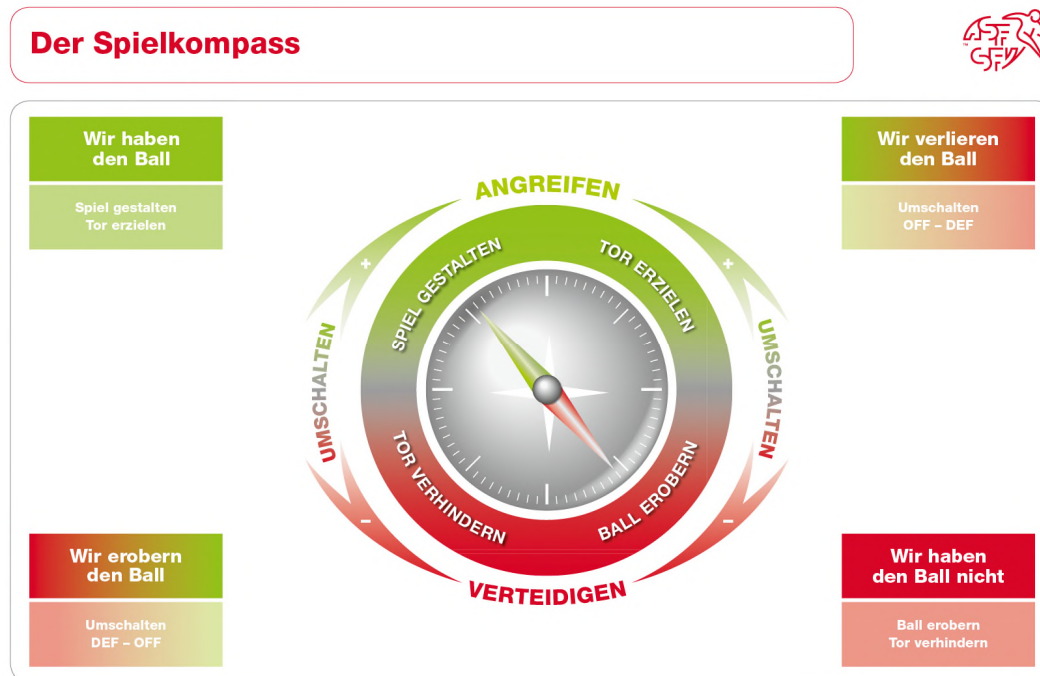 Der Spielkompass
ASF
SFV
Wir haben
den Ball
Spiel gestalten
Tor erzielen
Wir verlieren
den Ball
Umschalten
OFF – DEF
ANGREIFEN
SPIEL GESTALTEN
TOR ERZIELEN
+
+
UMSCHALTEN
UMSCHALTEN
TOR VERHINDERN
BALL EROBERN
-
-
VERTEIDIGEN
Wir erobern
den Ball
Umschalten
DEF – OFF
Wir haben
den Ball nicht
Ball erobern
Tor verhindern